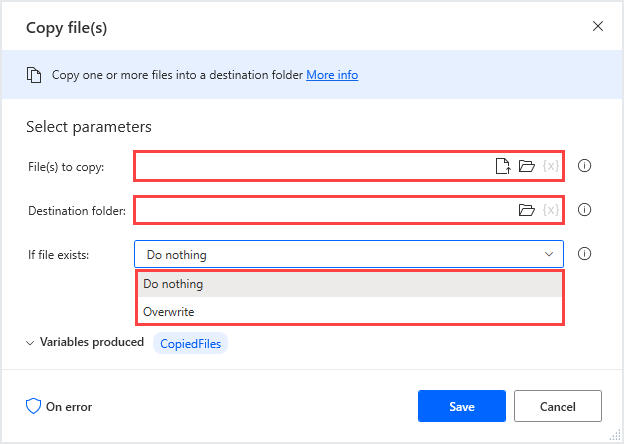 Copy file(s)
Copy one or more files into a destination folder More info
Select parameters
File(s) to copy: {x}
Destination folder: {x}
If file exists: Do nothing
Do nothing
Overwrite
Variables produced CopiedFiles
On error Save Cancel